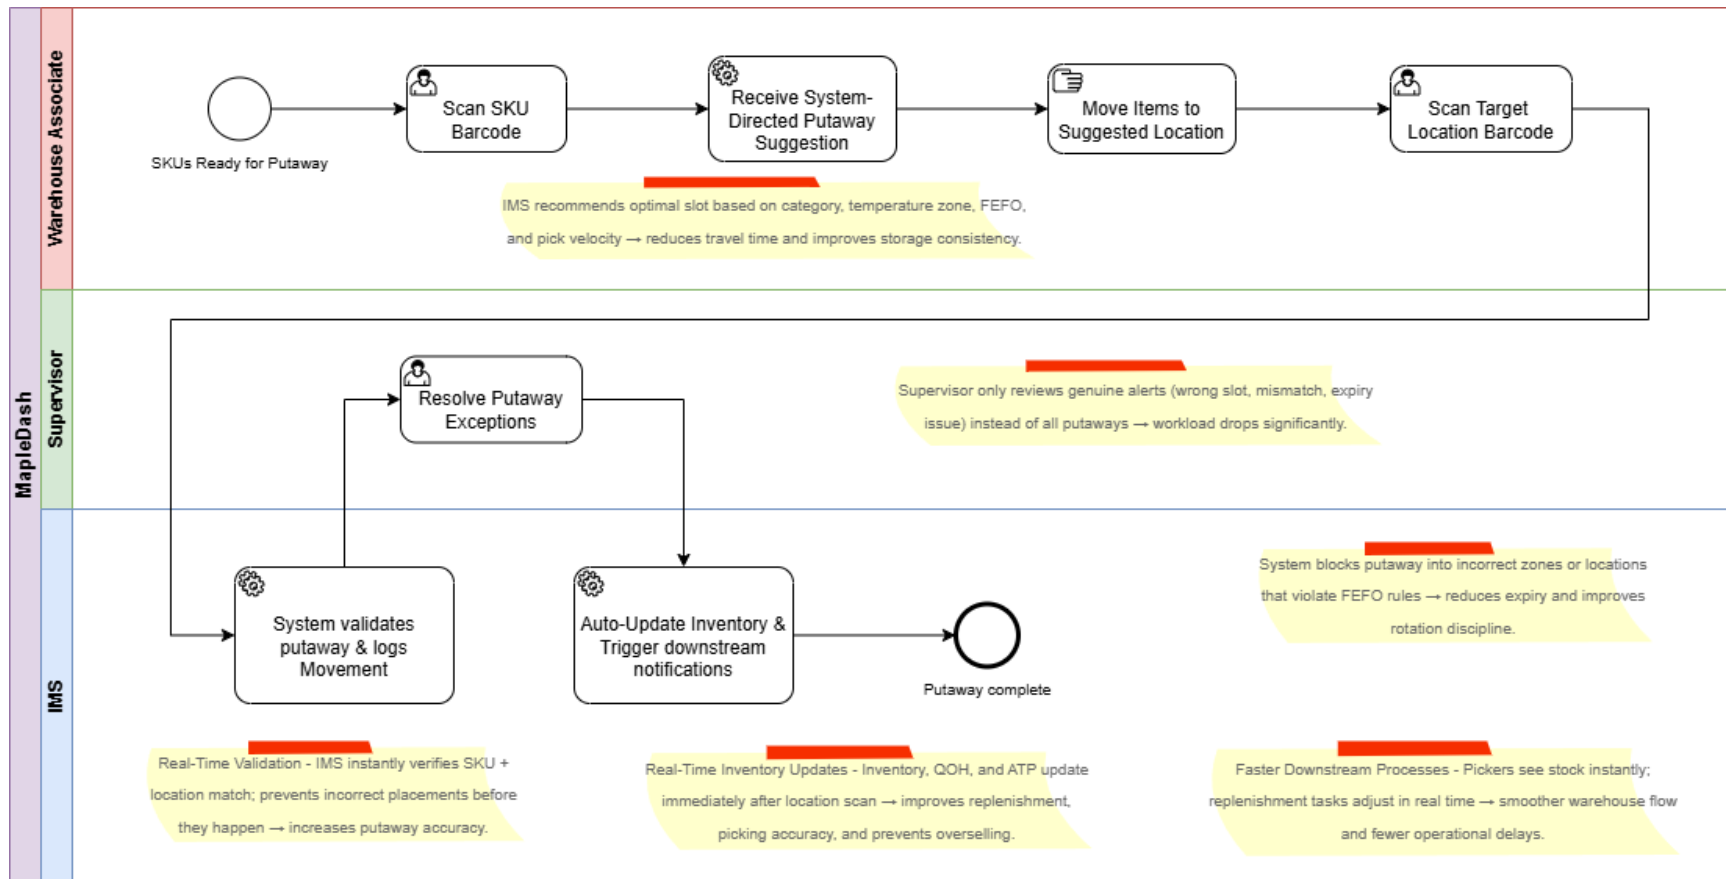 MapleDash
Warehouse Associate
SKUs Ready for Putaway
Scan SKU
Barcode
Receive System-
Directed Putaway
Suggestion
Move Items to
Suggested Location
Scan Target
Location Barcode
IMS recommends optimal slot based on category, temperature zone, FEFO,
and pick velocity → reduces travel time and improves storage consistency.
Supervisor
Resolve Putaway
Exceptions
Supervisor only reviews genuine alerts (wrong slot, mismatch, expiry
issue) instead of all putaways → workload drops significantly.
IMS
System validates
putaway & logs
Movement
Auto-Update Inventory &
Trigger downstream
notifications
Putaway complete
System blocks putaway into incorrect zones or locations
that violate FEFO rules → reduces expiry and improves
rotation discipline.
Real-Time Validation - IMS instantly verifies SKU +
location match; prevents incorrect placements before
they happen → increases putaway accuracy.
Real-Time Inventory Updates - Inventory, QOH, and ATP update
immediately after location scan → improves replenishment,
picking accuracy, and prevents overselling.
Faster Downstream Processes - Pickers see stock instantly;
replenishment tasks adjust in real time → smoother warehouse flow
and fewer operational delays.